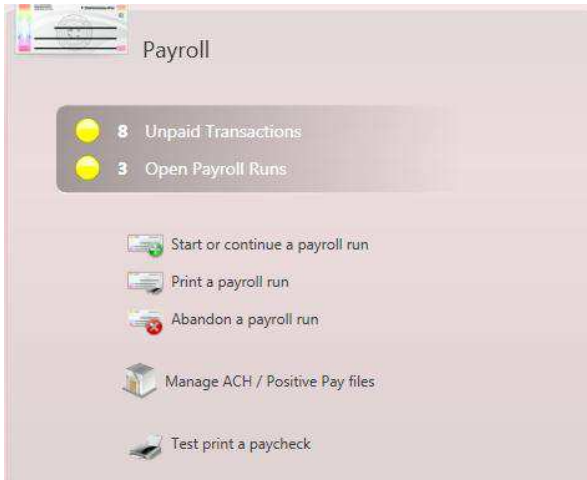 Payroll
8 Unpaid Transactions
3 Open Payroll Runs
Start or continue a payroll run
Print a payroll run
Abandon a payroll run
Manage ACH / Positive Pay files
Test print a paycheck